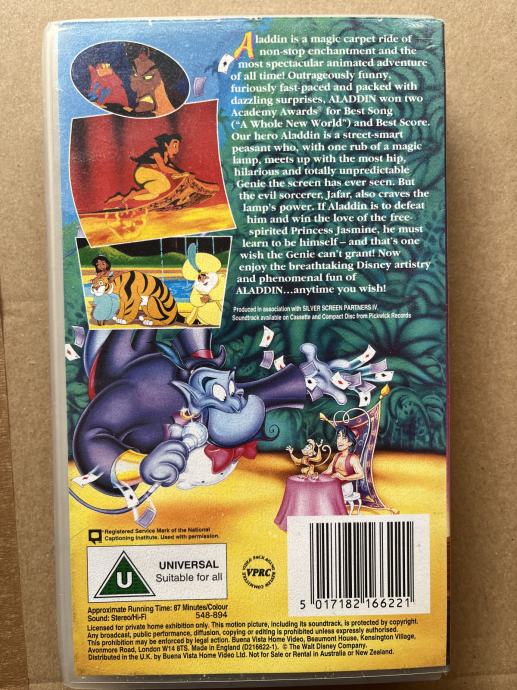 Aladdin is a magic carpet ride of
non-stop enchantment and the
most spectacular animated adventure
of all time! Outrageously funny,
furiously fast-paced and packed with
dazzling surprises, ALADDIN won two
Academy Awards® for Best Song
("A Whole New World") and Best Score.
Our hero Aladdin is a street-smart
peasant who, with one rub of a magic
lamp, meets up with the most hip,
hilarious and totally unpredictable
Genie the screen has ever seen. But
the evil sorcerer, Jafar, also craves the
lamp's power. If Aladdin is to defeat
him and win the love of the free-
spirited Princess Jasmine, he must
learn to be himself – and that's one
wish the Genie can't grant! Now
enjoy the breathtaking Disney artistry
and phenomenal fun of
ALADDIN...anytime you wish!
Produced in association with SILVER SCREEN PARTNERS IV.
Soundtrack available on Cassette and Compact Disc from Pickwick Records
Registered Service Mark of the National
Captioning Institute. Used with permission.
U
UNIVERSAL
Suitable for all
VPRC
5 017182 166221
Approximate Running Time: 87 Minutes/Colour
Sound: Stereo/Hi-Fi
548-894
Licensed for private home exhibition only. This motion picture, including its soundtrack, is protected by copyright.
Any broadcast, public performance, diffusion, copying or editing is prohibited unless expressly authorised.
This prohibition may be enforced by legal action. Buena Vista Home Video, Beaumont House, Kensington Village,
Avonmore Road, London W14 8TS. Made in England (D216622-1). © The Walt Disney Company.
Distributed in the U.K. by Buena Vista Home Video Ltd. Not for Sale or Rental in Australia or New Zealand.